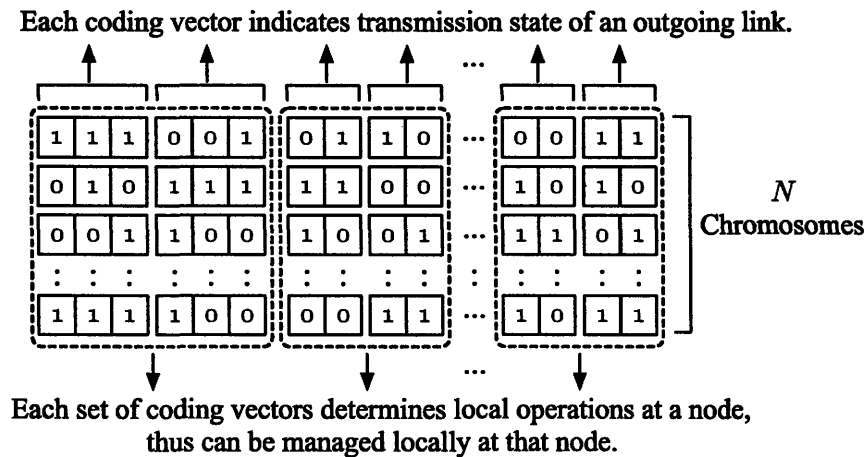 Each coding vector indicates transmission state of an outgoing link.
...
1 1 1 0 0 1 0 1 1 0 ... 0 0 1 1
0 1 0 1 1 1 1 1 0 0 ... 1 0 1 0
0 0 1 1 0 0 1 0 0 1 ... 1 1 0 1
: : : : : : : : : : : : : : :
1 1 1 1 0 0 0 0 1 1 ... 1 0 1 1
N
Chromosomes
...
Each set of coding vectors determines local operations at a node,
thus can be managed locally at that node.